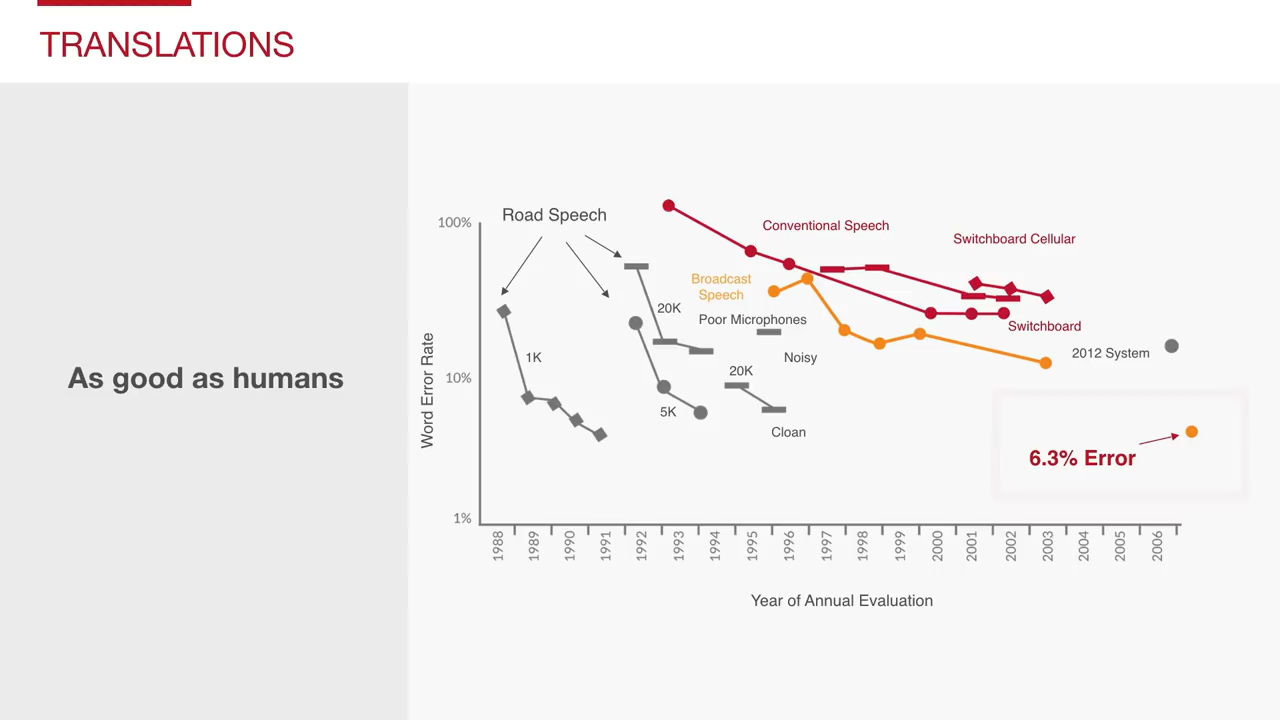 TRANSLATIONS
As good as humans
Road Speech
Conventional Speech
Switchboard Cellular
Broadcast
Speech
20K
Poor Microphones
Switchboard
Noisy
2012 System
1K
20K
5K
Cloan
6.3% Error
100%
10%
1%
Word Error Rate
1988
1989
1990
1991
1992
1993
1994
1995
1996
1997
1998
1999
2000
2001
2002
2003
2004
2005
2006
Year of Annual Evaluation